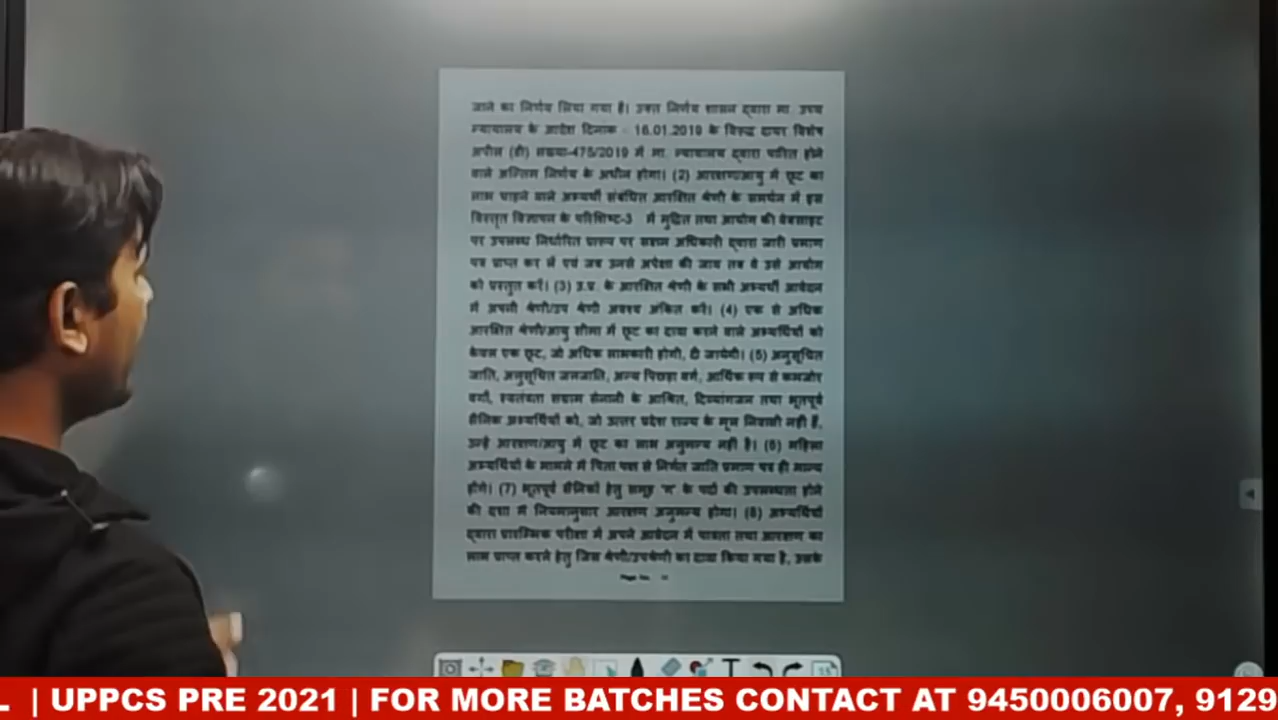 जाने का निर्णय लिया गया है। उक्त निर्णय शासन द्वारा मा. उच्च
न्यायालय के आदेश दिनांक - 16.01.2019 के विरुद्ध दायर विशेष
अपील (डी) संख्या-475/2019 में मा. न्यायालय द्वारा पारित होने
वाले अन्तिम निर्णय के अधीन होगा। (2) आरक्षण/आयु में छूट का
लाभ चाहने वाले अभ्यर्थी संबंधित आरक्षित श्रेणी के समर्थन में इस
विस्तृत विज्ञापन के परिशिष्ट-3 में मुद्रित तथा आयोग की वेबसाइट
पर उपलब्ध निर्धारित प्रारूप पर सक्षम अधिकारी द्वारा जारी प्रमाण
पत्र प्राप्त कर लें एवं जब उनसे अपेक्षा की जाय तब वे उसे आयोग
को प्रस्तुत करें। (3) उ.प्र. के आरक्षित श्रेणी के सभी अभ्यर्थी आवेदन
में अपनी श्रेणी/उप श्रेणी अवश्य अंकित करें। (4) एक से अधिक
आरक्षित श्रेणी/आयु सीमा में छूट का दावा करने वाले अभ्यर्थियों को
केवल एक छूट, जो अधिक लाभकारी होगी, दी जायेगी। (5) अनुसूचित
जाति, अनुसूचित जनजाति, अन्य पिछड़ा वर्ग, आर्थिक रूप से कमजोर
वर्गों, स्वतंत्रता संग्राम सेनानी के आश्रित, दिव्यांगजन तथा भूतपूर्व
सैनिक अभ्यर्थियों को, जो उत्तर प्रदेश राज्य के मूल निवासी नहीं हैं,
उन्हें आरक्षण/आयु में छूट का लाभ अनुमन्य नहीं है। (6) महिला
अभ्यर्थियों के मामले में पिता पक्ष से निर्गत जाति प्रमाण पत्र ही मान्य
होंगे। (7) भूतपूर्व सैनिकों हेतु समूह 'ग' के पदों की उपलब्धता होने
की दशा में नियमानुसार आरक्षण अनुमन्य होगा। (8) अभ्यर्थियों
द्वारा प्रारम्भिक परीक्षा में अपने आवेदन में पात्रता तथा आरक्षण का
लाभ प्राप्त करने हेतु जिस श्रेणी/उपश्रेणी का दावा किया गया है, उसके
Page No.
L | UPPCS PRE 2021 | FOR MORE BATCHES CONTACT AT 9450006007, 9129